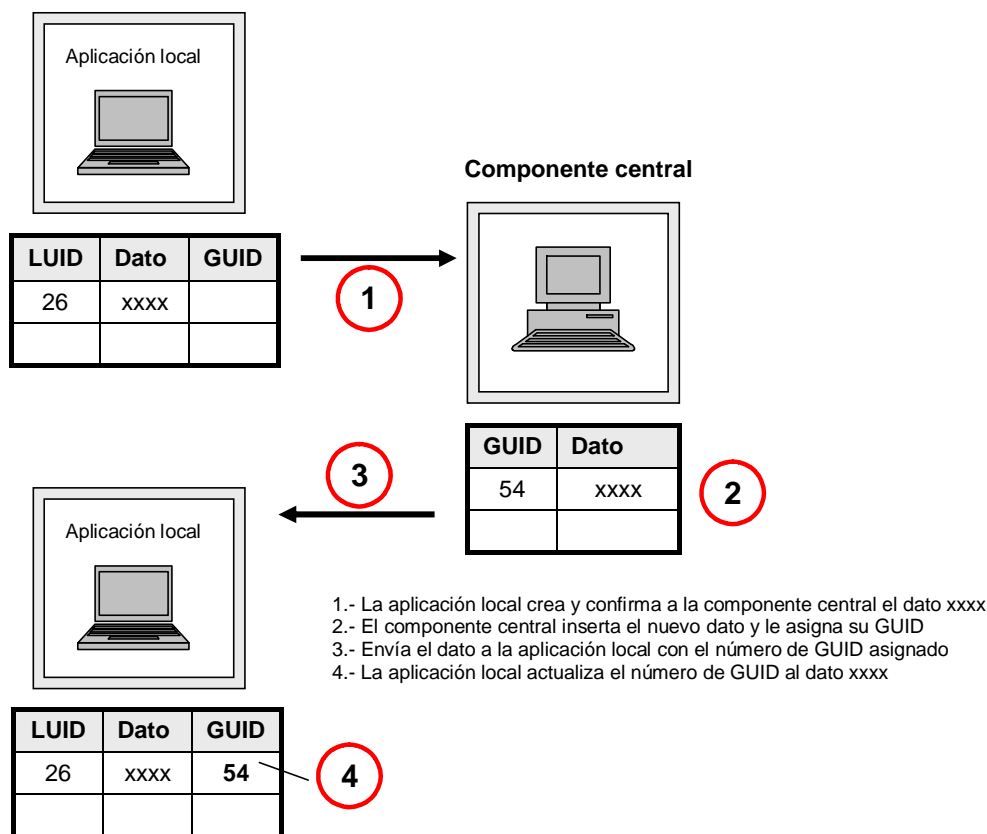 Aplicación local
Componente central
LUID Dato GUID
26 xxxx
1
GUID Dato
54 xxxx
2
3
Aplicación local
1.- La aplicación local crea y confirma a la componente central el dato xxxx
2.- El componente central inserta el nuevo dato y le asigna su GUID
3.- Envía el dato a la aplicación local con el número de GUID asignado
4.- La aplicación local actualiza el número de GUID al dato xxxx
LUID Dato GUID
26 xxxx 54
4